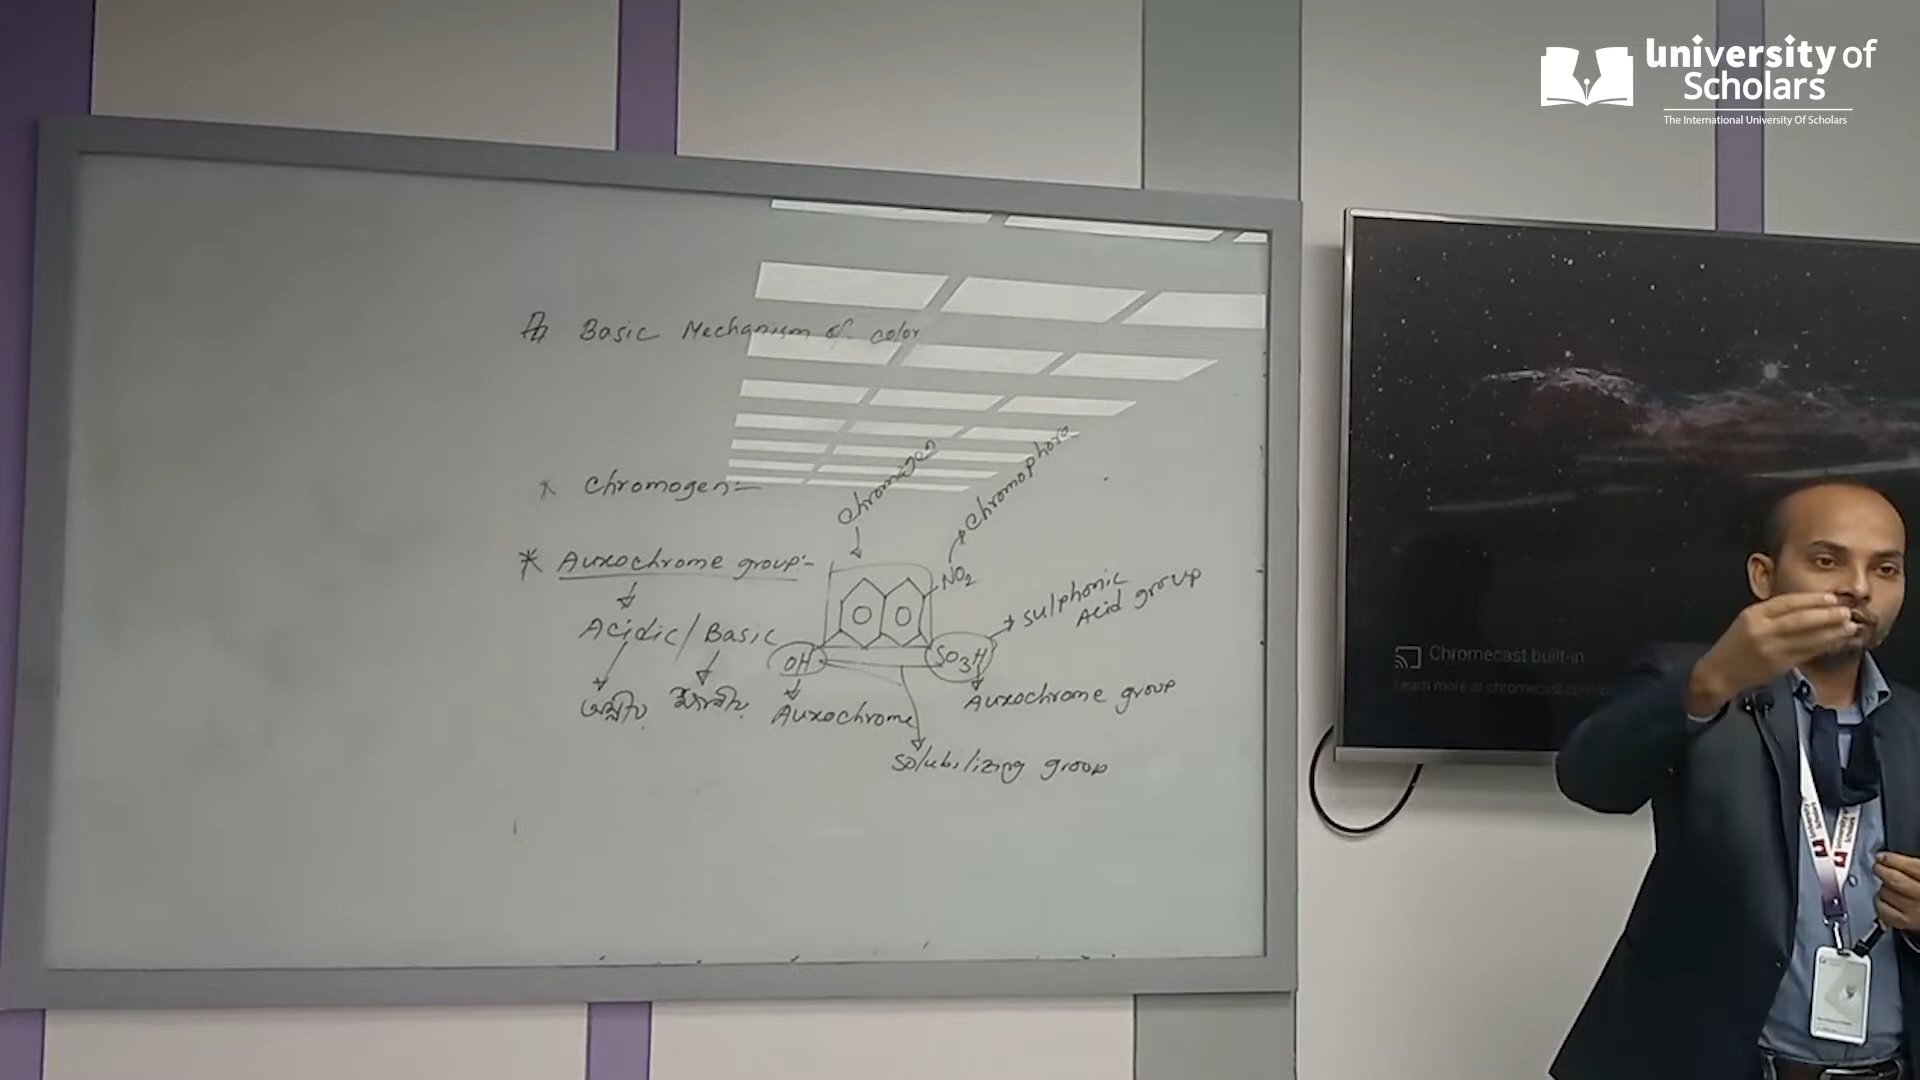 University of
Scholars
The International University Of Scholars
Basic Mechanism of color
* Chromogen:-
Chromogen
Chromophore
* Auxochrome group:-
NO2
Sulphonic
Acid group
Acidic/Basic
OH
SO3H
অম্লীয়
ক্ষারীয়
Auxochrome
Auxochrome group
Solubilizing group
Chromecast built-in